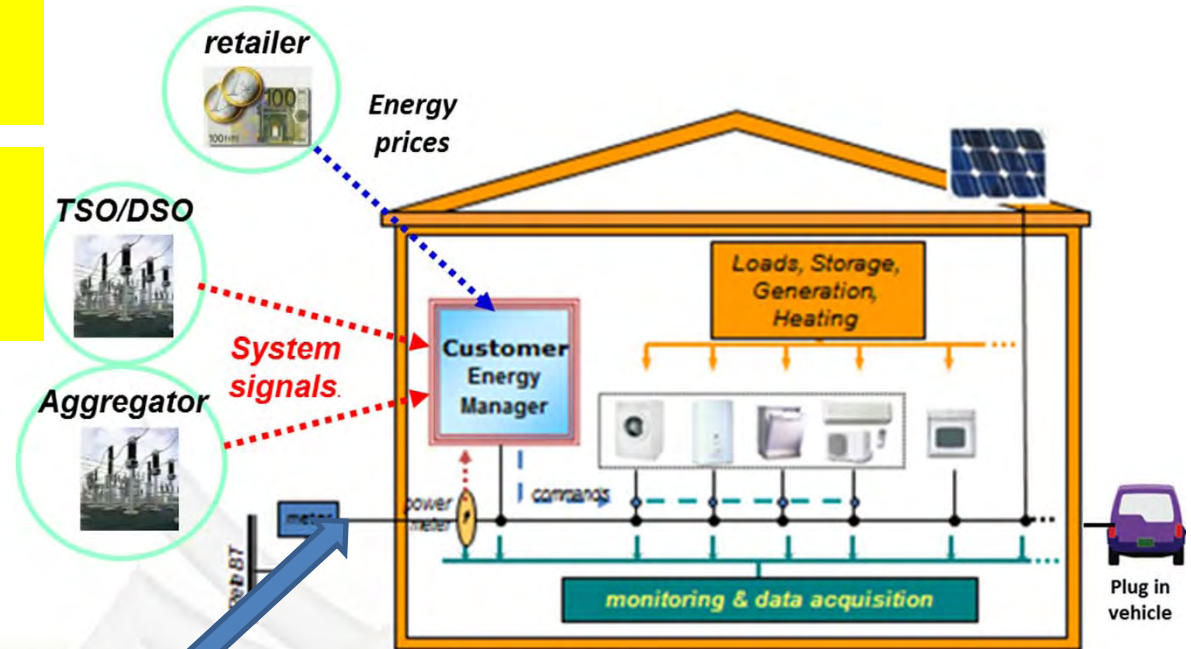 retailer
100
Energy
prices
TSO/DSO
System
signals.
Aggregator
Loads, Storage,
Generation,
Heating
Customer
Energy
Manager
commands
power
meter
meter
monitoring & data acquisition
Plug in
vehicle